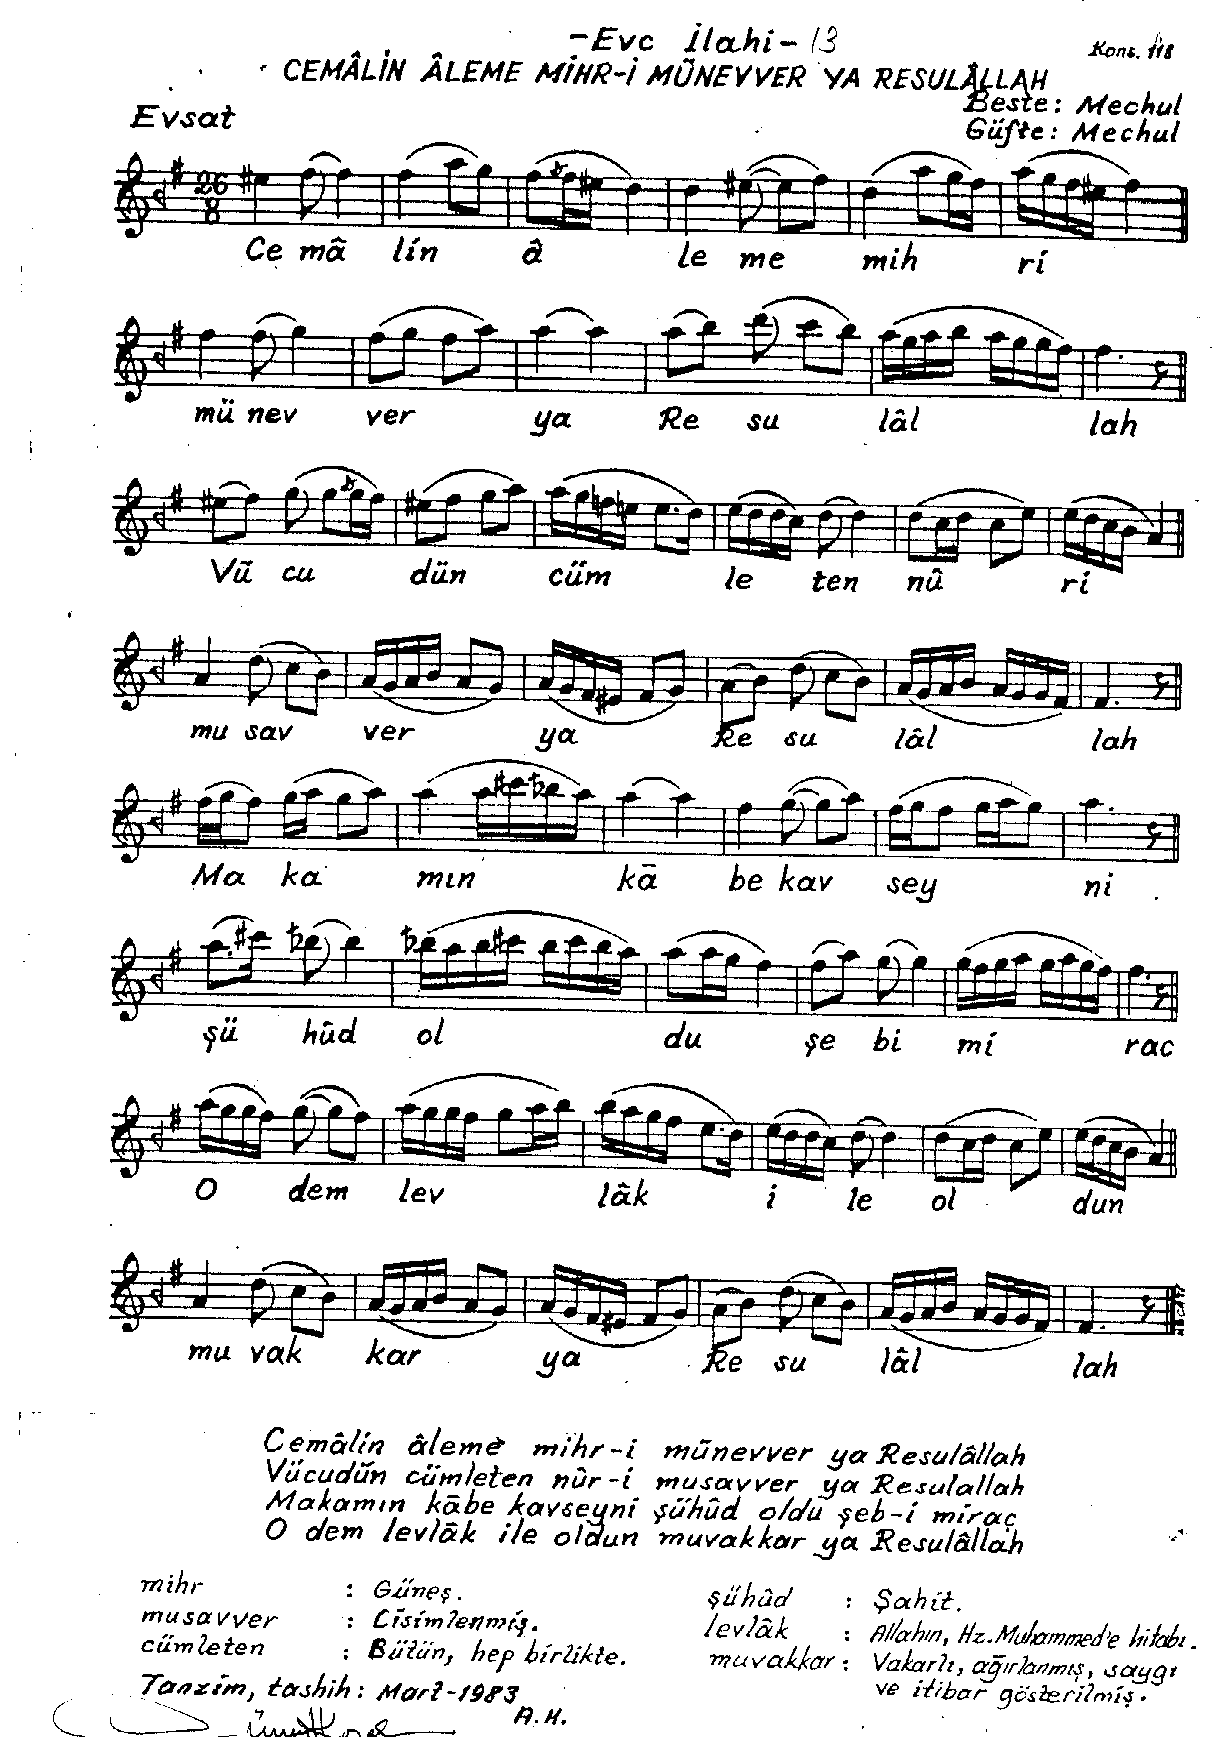 -Evc İlahi- 13
Kons. 118
CEMÂLİN ÂLEME MİHR-İ MÜNEVVER YA RESULÂLLAH
Beste: Mechul
Evsat
Güfte: Mechul
26
8
Ce mâ lin â le me mih ri
mü nev ver ya Re su lâl lah
Vü cu dün cüm le ten nû ri
mu sav ver ya Re su lâl lah
Ma ka mın kâ be kav sey ni
şü hûd ol du şe bi mi rac
O dem lev lâk i le ol dun
mu vak kar ya Re su lâl lah
Cemâlin âleme mihr-i münevver ya Resulâllah
Vücudün cümleten nûr-i musavver ya Resulallah
Makamın kâbe kavseyni şühûd oldu şeb-i miraç
O dem levlâk ile oldun muvakkar ya Resulâllah
mihr : Güneş.
musavver : Cisimlenmiş.
cümleten : Bütün, hep birlikte.
şühûd : Şahit.
levlâk : Allahın, Hz. Muhammed'e hitabı.
muvakkar : Vakarlı, ağırlanmış, saygı
ve itibar gösterilmiş.
Tanzim, tashih: Mart-1983
A.H.